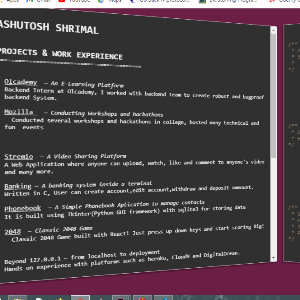 ASHUTOSH SHRIMAL
PROJECTS & WORK EXPERIENCE
Olcademy – An E Learning Platform
Backend Intern at Olcademy, I worked with backend team to create robust and bugproof
backend System.
Mozilla – Conducting Workshops and hackathons
Conducted several workshops and hackathons in college, hosted many technical and
fun events
Stremio – A Video Sharing Platform
A Web Application where anyone can upload, watch, like and comment to anyone's video
and many more.
Banking – A banking system inside a terminal
Written in C, User can create account,edit account,withdraw and deposit amount.
Phonebook – A Simple Phonebook Aplication to manage contacts
It is built using Tkinter(Python GUI framework) with sqlite3 for storing data
2048 – Classic 2048 Game
Classic 2048 Game built with React! Just press up down keys and start scoring Big!
Beyond 127.0.0.1 – from localhost to deployment
Hands on experience with platforms such as heroku, Cloud9 and DigitalOcean.